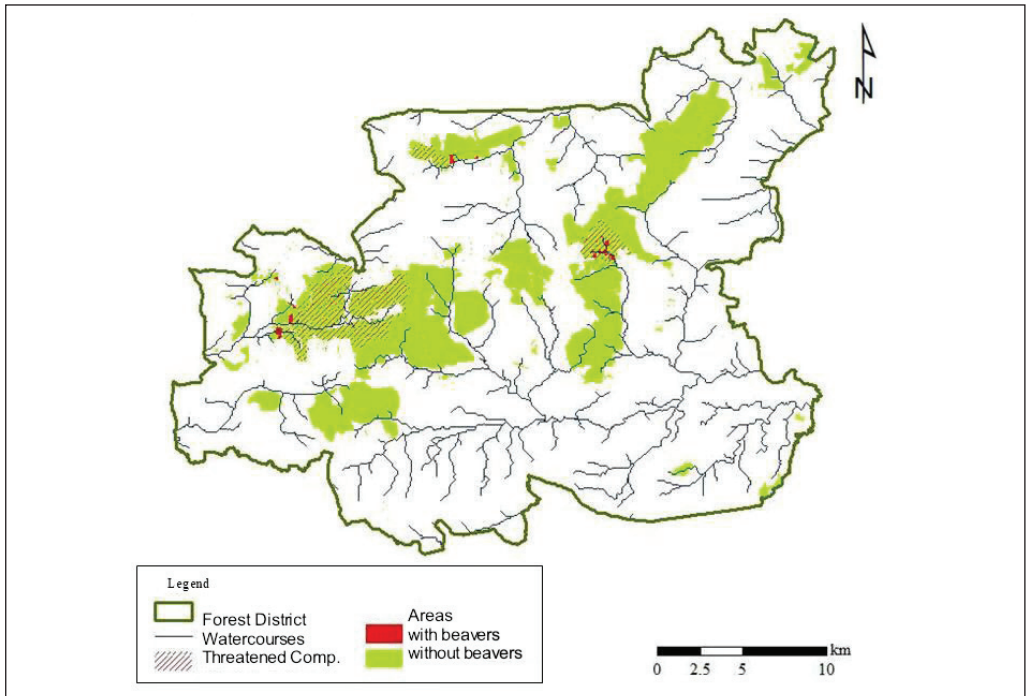 N
Legend
Forest District
Watercourses
Threatened Comp.
Areas
with beavers
without beavers
km
0 2.5 5 10